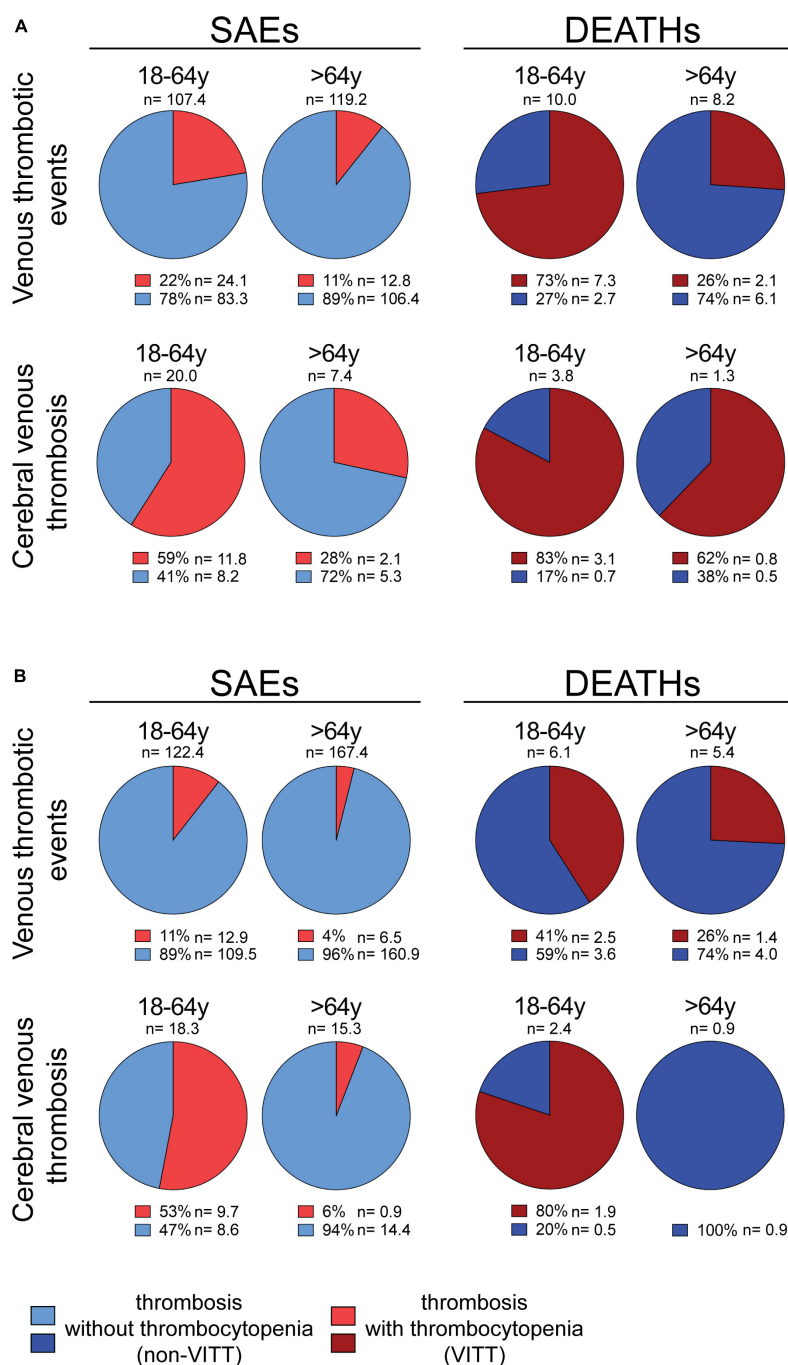 A
SAEs DEATHs
Venous thrombotic
events
18-64y >64y 18-64y >64y
n= 107.4 n= 119.2 n= 10.0 n= 8.2
22% n= 24.1 11% n= 12.8 73% n= 7.3 26% n= 2.1
78% n= 83.3 89% n= 106.4 27% n= 2.7 74% n= 6.1
Cerebral venous
thrombosis
18-64y >64y 18-64y >64y
n= 20.0 n= 7.4 n= 3.8 n= 1.3
59% n= 11.8 28% n= 2.1 83% n= 3.1 62% n= 0.8
41% n= 8.2 72% n= 5.3 17% n= 0.7 38% n= 0.5
B
SAEs DEATHs
Venous thrombotic
events
18-64y >64y 18-64y >64y
n= 122.4 n= 167.4 n= 6.1 n= 5.4
11% n= 12.9 4% n= 6.5 41% n= 2.5 26% n= 1.4
89% n= 109.5 96% n= 160.9 59% n= 3.6 74% n= 4.0
Cerebral venous
thrombosis
18-64y >64y 18-64y >64y
n= 18.3 n= 15.3 n= 2.4 n= 0.9
53% n= 9.7 6% n= 0.9 80% n= 1.9
47% n= 8.6 94% n= 14.4 20% n= 0.5 100% n= 0.9
thrombosis
without thrombocytopenia
(non-VITT)
thrombosis
with thrombocytopenia
(VITT)